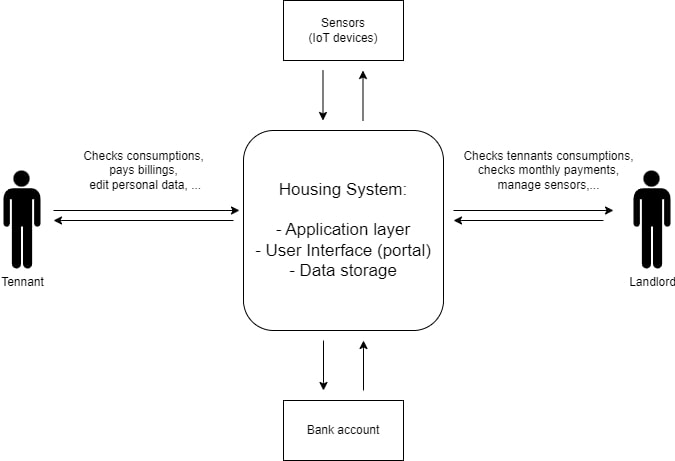 Sensors
(IoT devices)
Checks consumptions,
pays billings,
edit personal data, ...
Checks tennants consumptions,
checks monthly payments,
manage sensors,...
Housing System:
- Application layer
- User Interface (portal)
- Data storage
Tennant
Landlord
Bank account